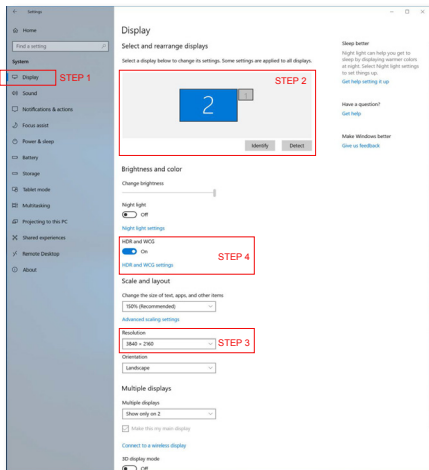 Settings
Home
Find a setting
System
Display
STEP 1
Sound
Notifications & actions
Focus assist
Power & sleep
Battery
Storage
Tablet mode
Multitasking
Projecting to this PC
Shared experiences
Remote Desktop
About
Display
Select and rearrange displays
Select a display below to change its settings. Some settings are applied to all displays.
STEP 2
2
1
Identify
Detect
Brightness and color
Change brightness
Night light
Off
Night light settings
HDR and WCG
On
STEP 4
HDR and WCG settings
Scale and layout
Change the size of text, apps, and other items
150% (Recommended)
Advanced scaling settings
Resolution
3840 × 2160
STEP 3
Orientation
Landscape
Multiple displays
Multiple displays
Show only on 2
Make this my main display
Connect to a wireless display
3D display mode
Off
Sleep better
Night light can help you get to
sleep by displaying warmer colors
at night. Select Night light settings
to set things up.
Get help setting it up
Have a question?
Get help
Make Windows better
Give us feedback